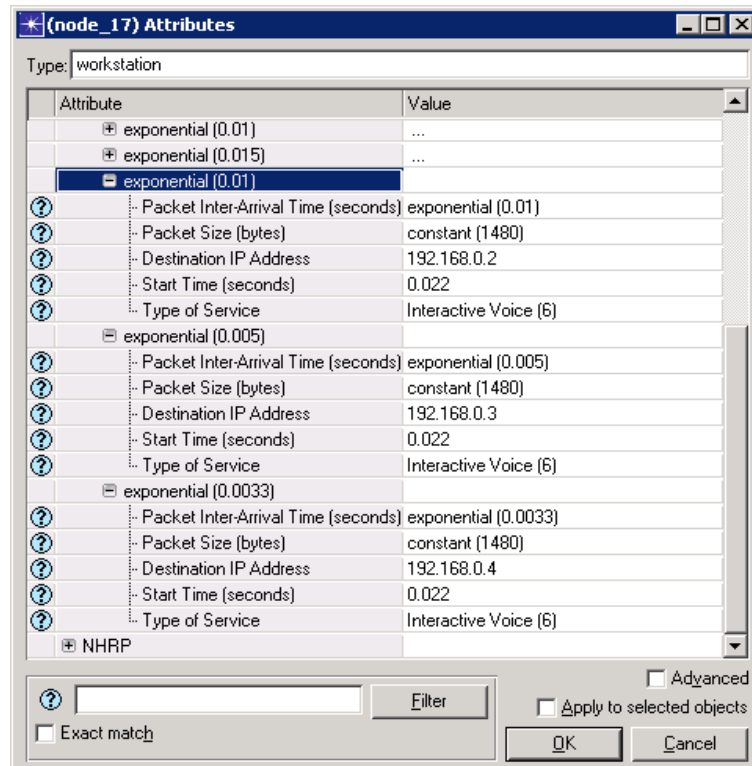 (node_17) Attributes
Type: workstation
Attribute Value
exponential (0.01) ...
exponential (0.015) ...
exponential (0.01)
Packet Inter-Arrival Time (seconds) exponential (0.01)
Packet Size (bytes) constant (1480)
Destination IP Address 192.168.0.2
Start Time (seconds) 0.022
Type of Service Interactive Voice (6)
exponential (0.005)
Packet Inter-Arrival Time (seconds) exponential (0.005)
Packet Size (bytes) constant (1480)
Destination IP Address 192.168.0.3
Start Time (seconds) 0.022
Type of Service Interactive Voice (6)
exponential (0.0033)
Packet Inter-Arrival Time (seconds) exponential (0.0033)
Packet Size (bytes) constant (1480)
Destination IP Address 192.168.0.4
Start Time (seconds) 0.022
Type of Service Interactive Voice (6)
NHRP
Advanced
Filter
Apply to selected objects
Exact match
OK Cancel